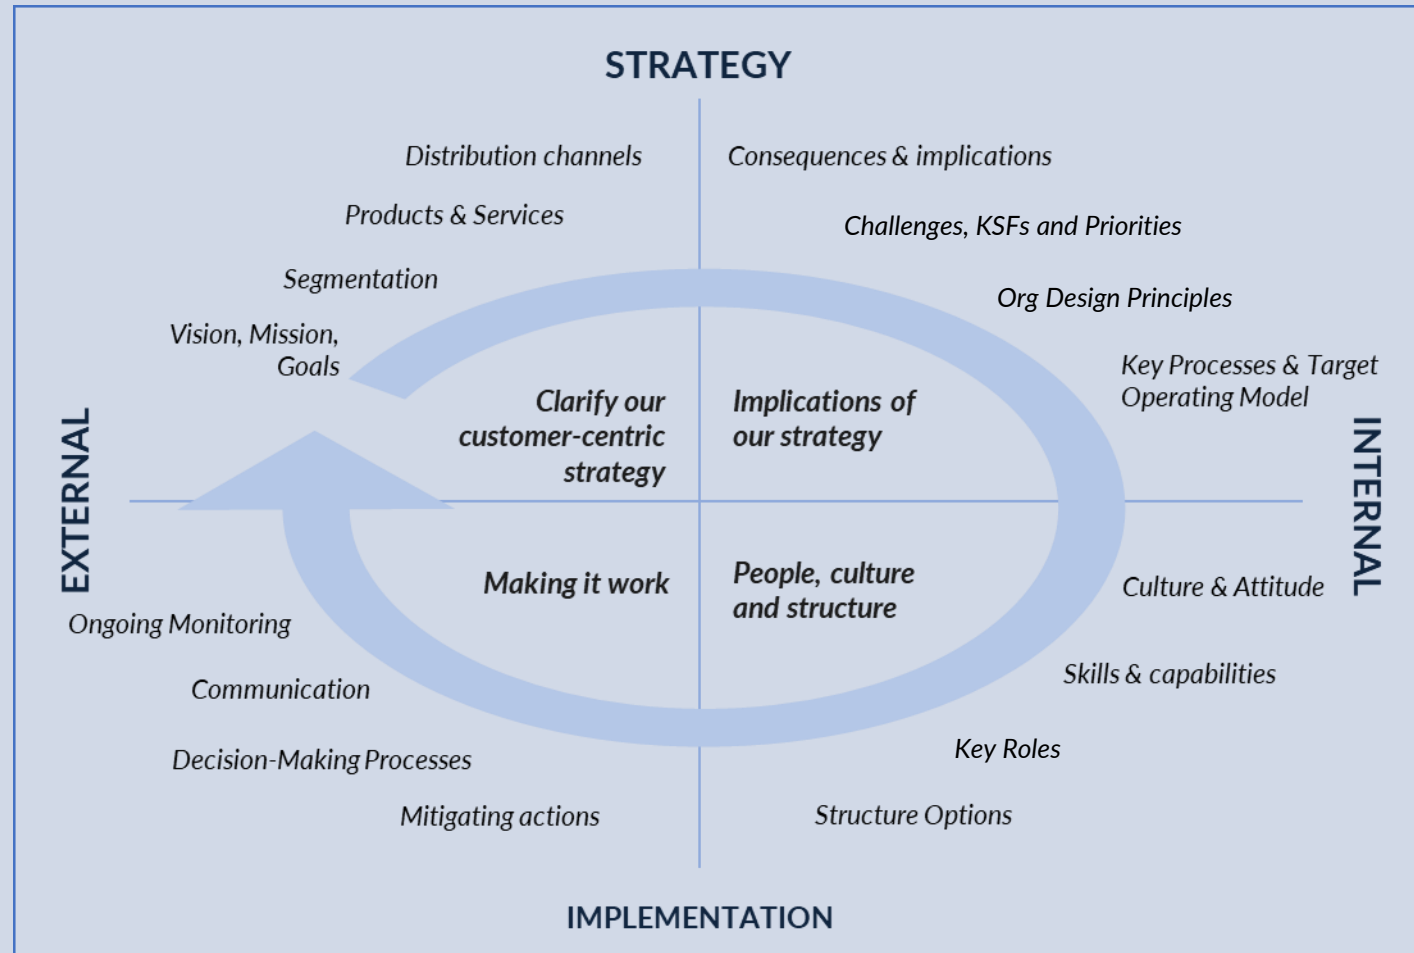 STRATEGY
Distribution channels
Consequences & implications
Products & Services
Challenges, KSFs and Priorities
Segmentation
Org Design Principles
Vision, Mission,
Goals
Key Processes & Target
Operating Model
Clarify our
customer-centric
strategy
Implications of
our strategy
EXTERNAL
INTERNAL
Making it work
People, culture
and structure
Culture & Attitude
Ongoing Monitoring
Skills & capabilities
Communication
Key Roles
Decision-Making Processes
Mitigating actions
Structure Options
IMPLEMENTATION